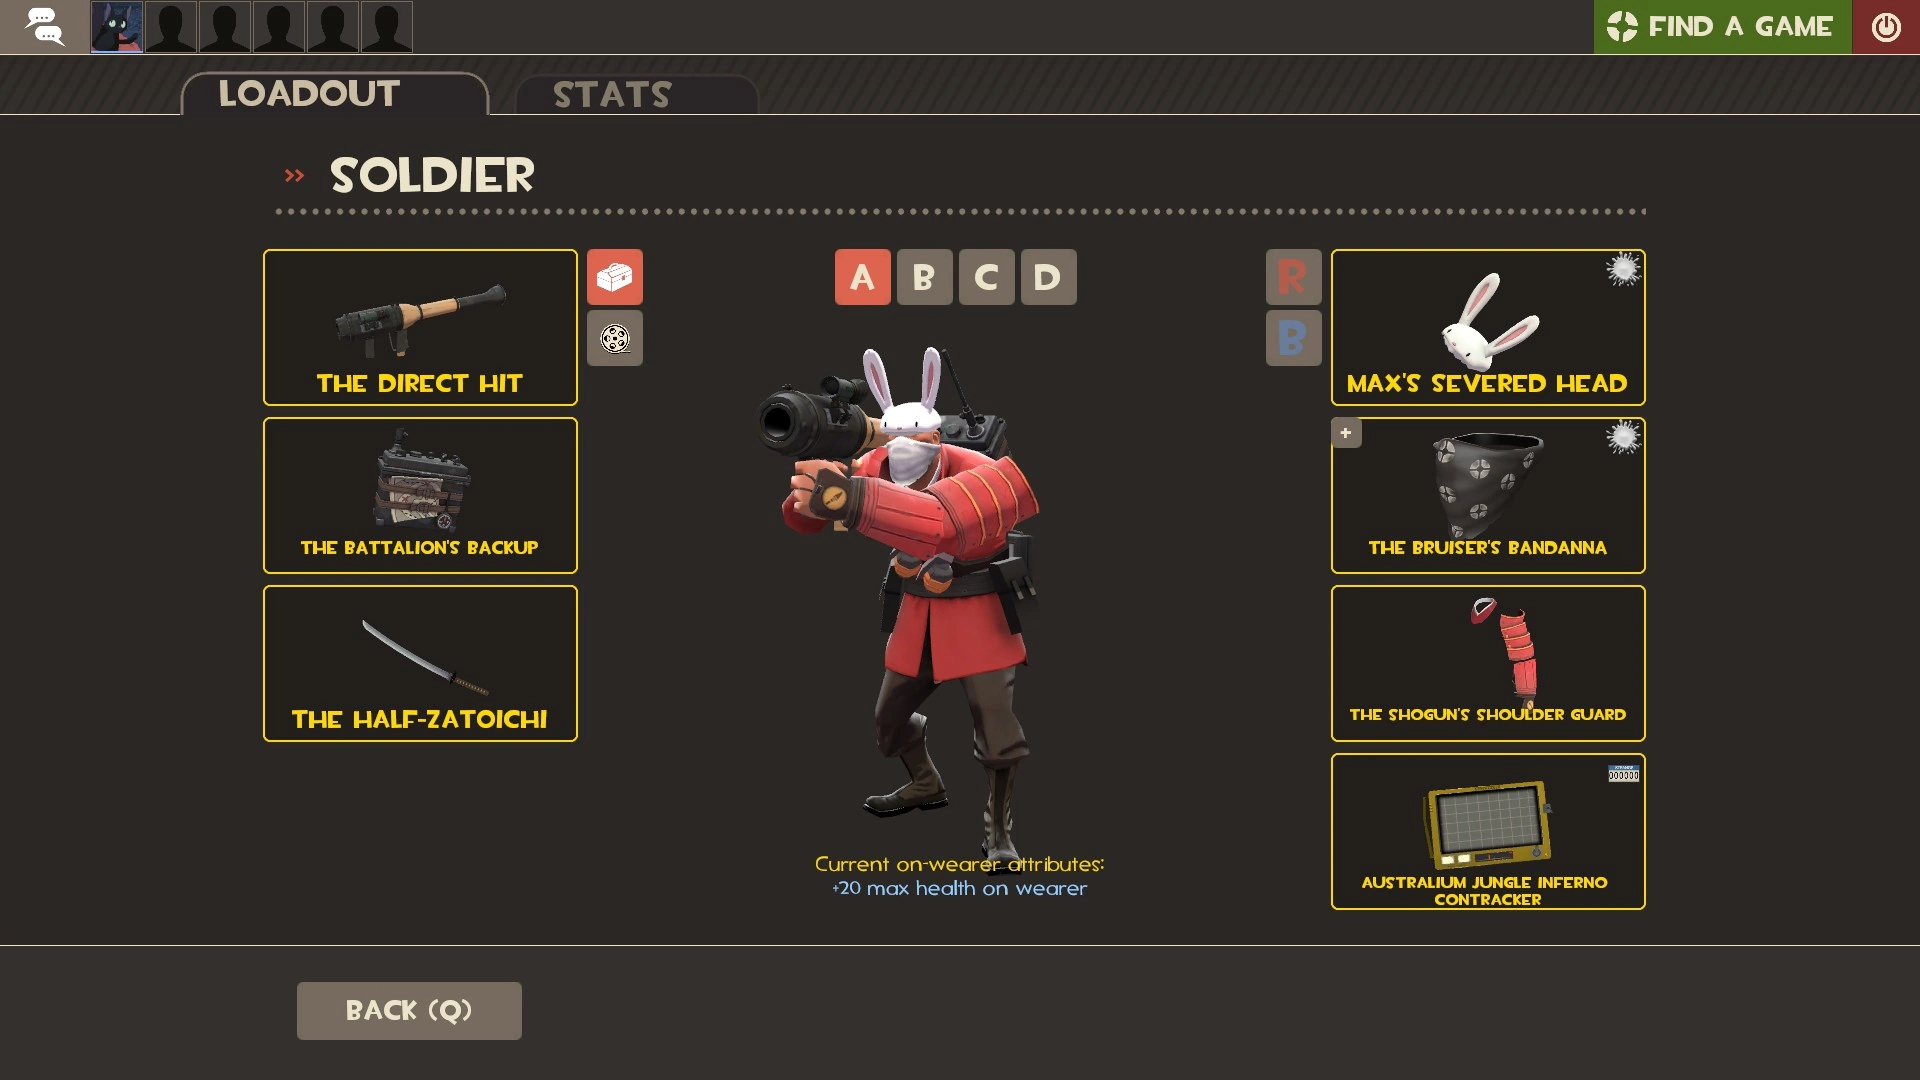 FIND A GAME
LOADOUT
STATS
>> SOLDIER
A B C D
R
B
THE DIRECT HIT
MAX'S SEVERED HEAD
+
THE BATTALION'S BACKUP
THE BRUISER'S BANDANNA
THE HALF-ZATOICHI
THE SHOGUN'S SHOULDER GUARD
000000
AUSTRALIUM JUNGLE INFERNO
CONTRACKER
Current on-wearer attributes:
+20 max health on wearer
BACK (Q)